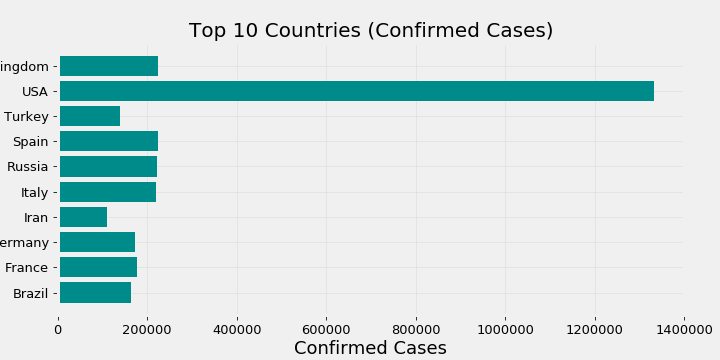 Top 10 Countries (Confirmed Cases)
ingdom
USA
Turkey
Spain
Russia
Italy
Iran
ermany
France
Brazil
0 200000 400000 600000 800000 1000000 1200000 1400000
Confirmed Cases